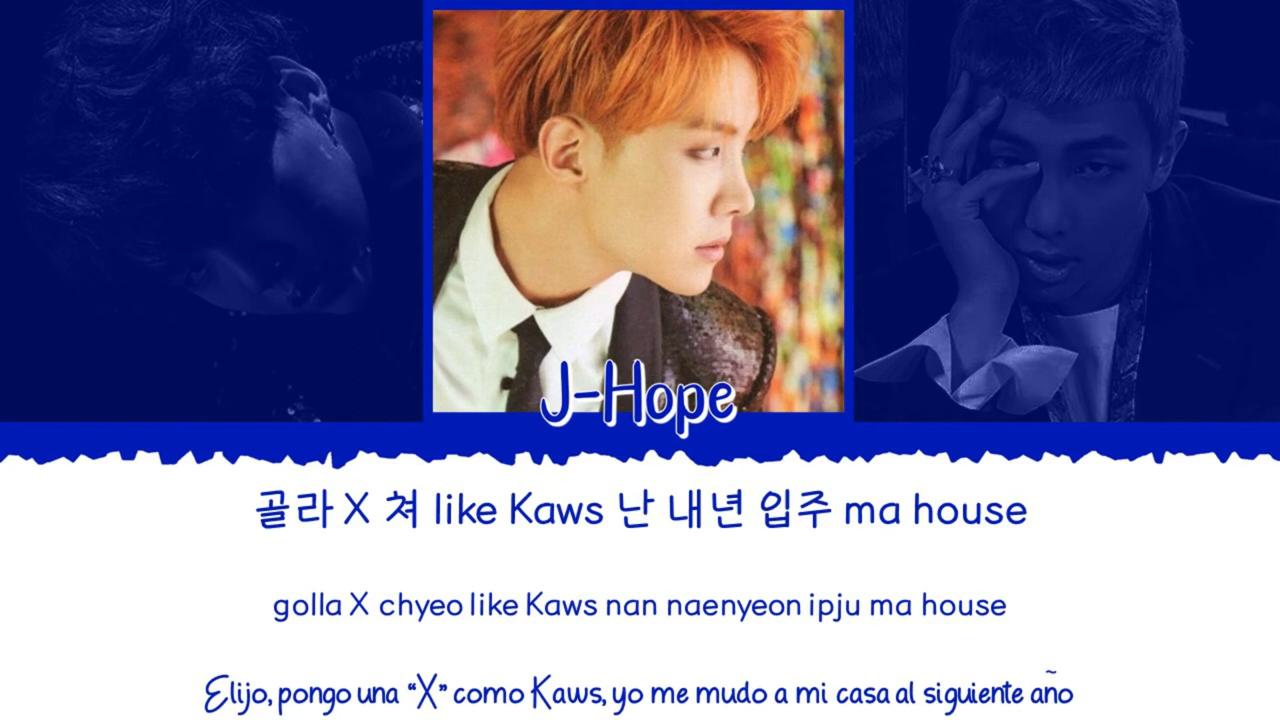 J-Hope
골라 X 쳐 like Kaws 난 내년 입주 ma house
golla X chyeo like Kaws nan naenyeon ipju ma house
Elijo, pongo una “X” como Kaws, yo me mudo a mi casa al siguiente año